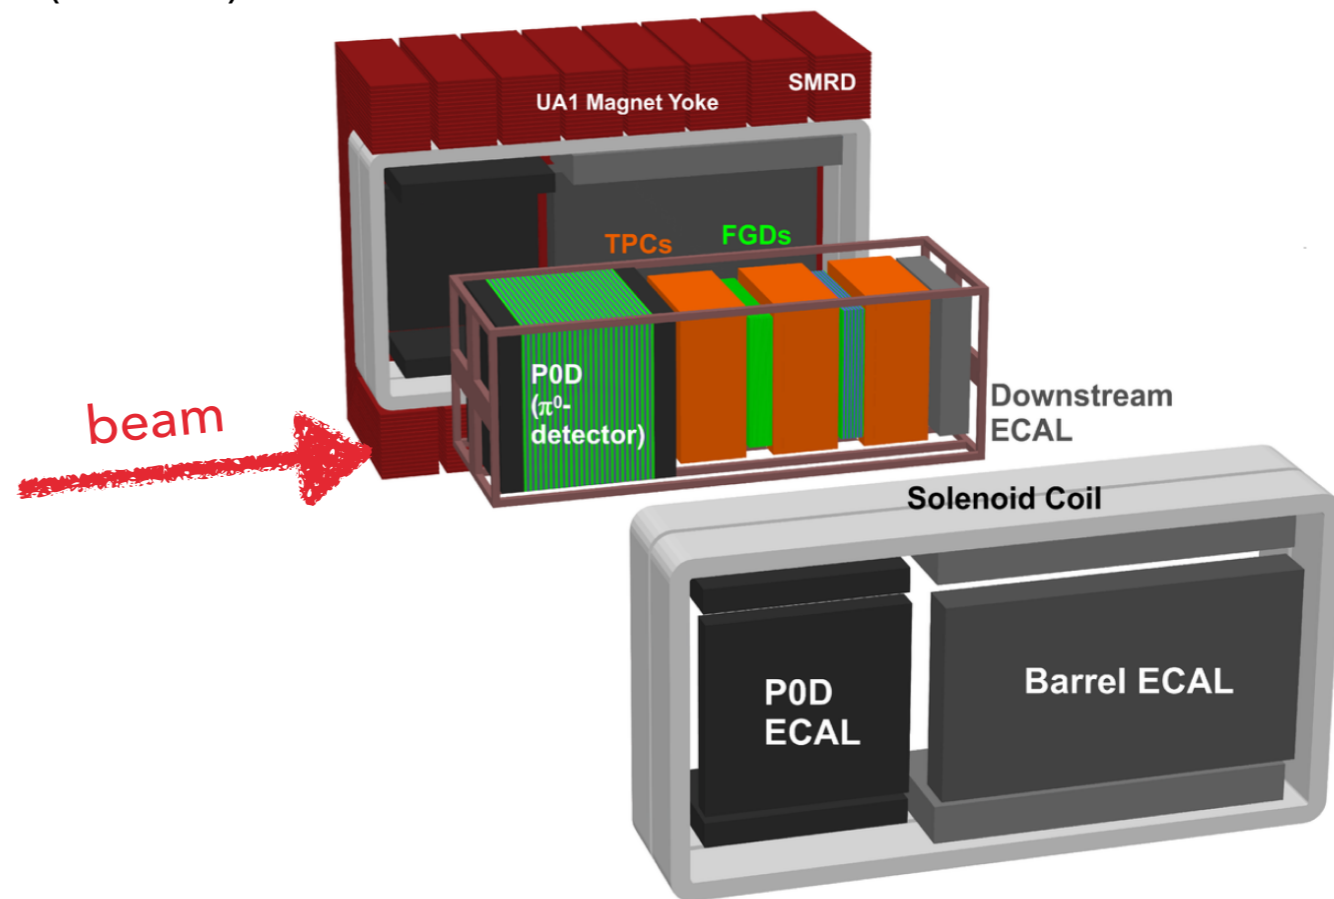 SMRD
UA1 Magnet Yoke
TPCs
FGDs
P0D
(π⁰-
detector)
beam
Downstream
ECAL
Solenoid Coil
P0D
ECAL
Barrel ECAL